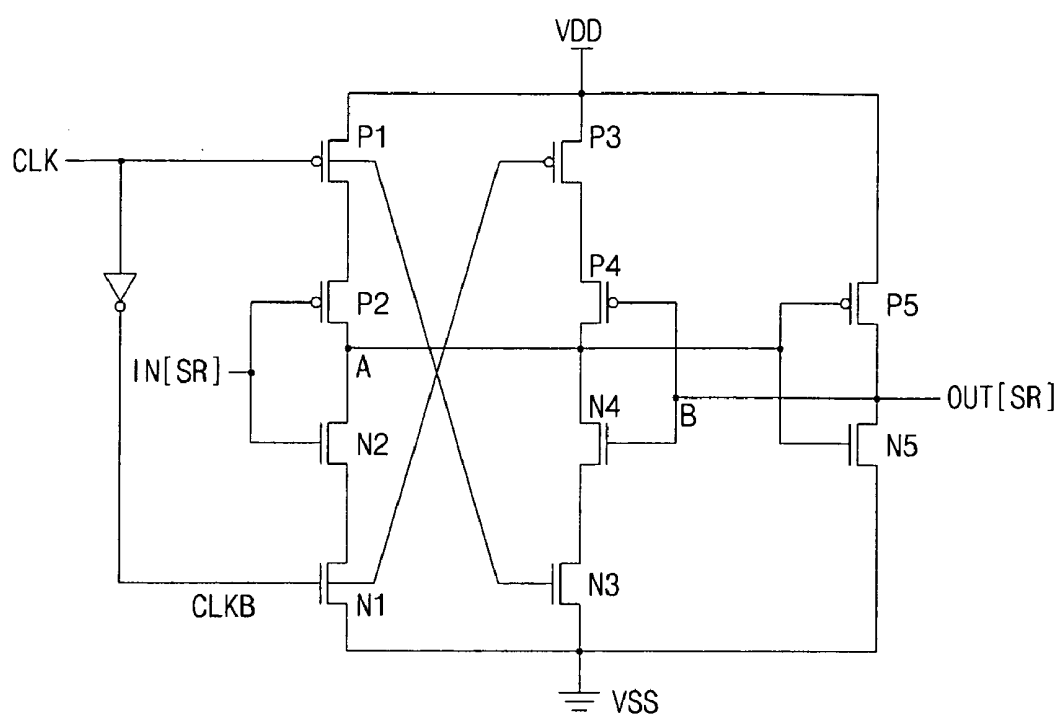 VDD
P1
P3
CLK
P4
P2
P5
IN[SR]
A
N4
B
OUT[SR]
N2
N5
CLKB
N1
N3
VSS